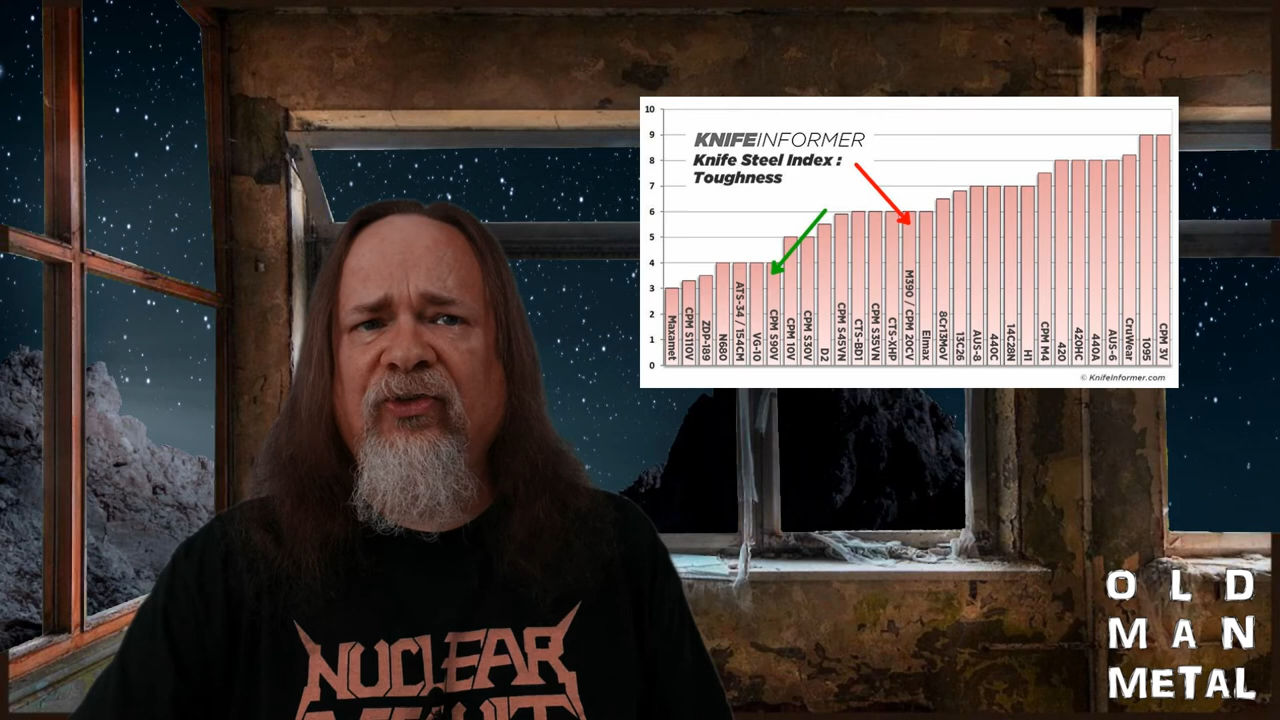 10
9
8
7
6
5
4
3
2
1
0
KNIFEINFORMER
Knife Steel Index :
Toughness
Maxamet
CPM S110V
ZDP-189
N680
ATS-34 / 154CM
VG-10
CPM S90V
CPM 10V
CPM S30V
D2
CPM S45VN
CTS-BD1
CPM S35VN
CTS-XHP
M390 / CPM 20CV
Elmax
8Cr13MoV
13C26
AUS-8
440C
14C28N
H1
CPM M4
420
420HC
440A
AUS-6
CruWear
1095
CPM 3V
© KnifeInformer.com
NUCLEAR
ASSAULT
OLD
MAN
METAL